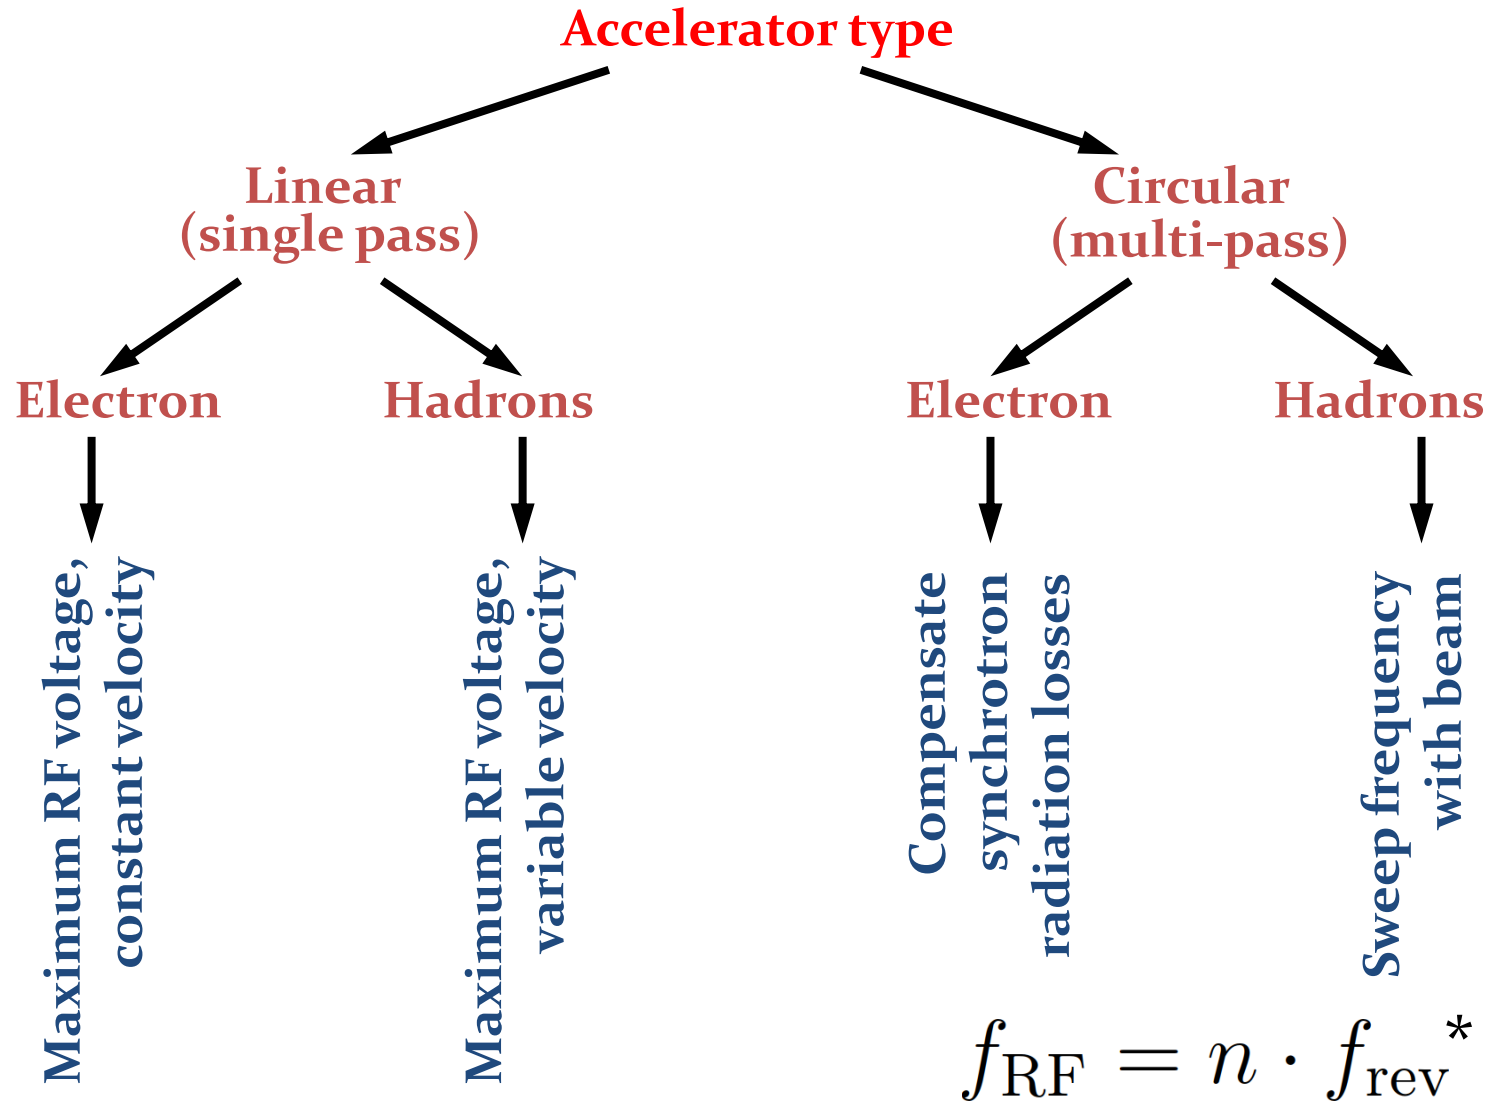 Accelerator type
Linear
(single pass)
Circular
(multi-pass)
Electron
Hadrons
Electron
Hadrons
Maximum RF voltage,
constant velocity
Maximum RF voltage,
variable velocity
Compensate
synchrotron
radiation losses
Sweep frequency
with beam
f_RF = n · f_rev*